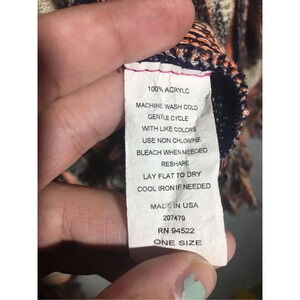 100% ACRYLC
MACHINE WASH COLD
GENTLE CYCLE
WITH LIKE COLORS
USE NON CHLORINE
BLEACH WHEN NEEDED
RESHAPE
LAY FLAT TO DRY
COOL IRON IF NEEDED
MADE IN USA
207479
RN 94522
ONE SIZE